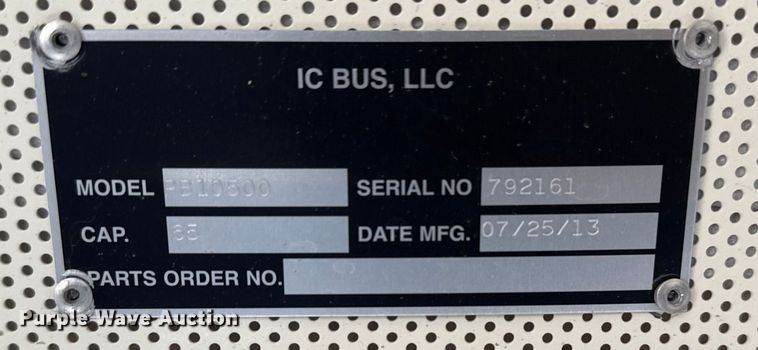 IC BUS, LLC
MODEL PB10500 SERIAL NO 792161
CAP. 65 DATE MFG. 07/25/13
PARTS ORDER NO.
Purple Wave Auction